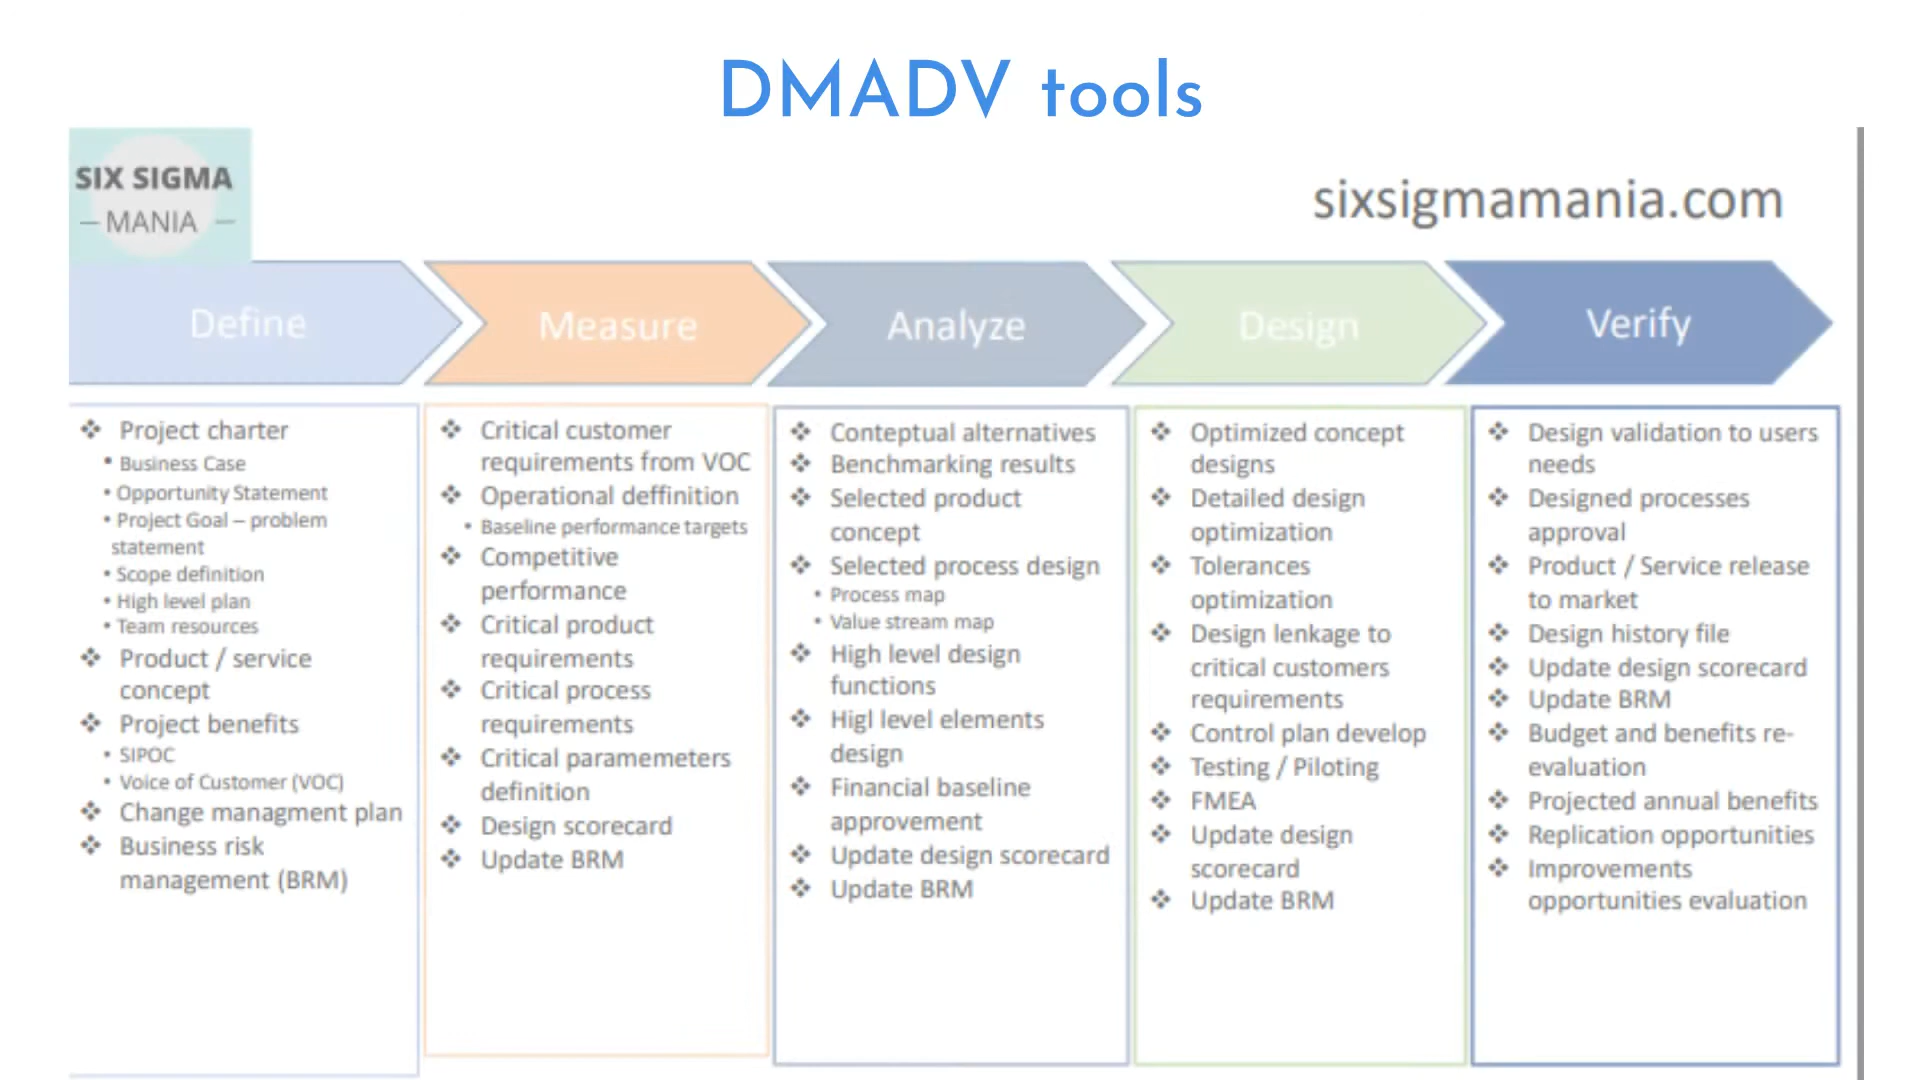 DMADV tools
SIX SIGMA
— MANIA —
sixsigmamania.com
Define
Measure
Analyze
Design
Verify
❖ Project charter
• Business Case
• Opportunity Statement
• Project Goal – problem
statement
• Scope definition
• High level plan
• Team resources
❖ Product / service
concept
❖ Project benefits
• SIPOC
• Voice of Customer (VOC)
❖ Change managment plan
❖ Business risk
management (BRM)
❖ Critical customer
requirements from VOC
❖ Operational deffinition
• Baseline performance targets
❖ Competitive
performance
❖ Critical product
requirements
❖ Critical process
requirements
❖ Critical paramemeters
definition
❖ Design scorecard
❖ Update BRM
❖ Conteptual alternatives
❖ Benchmarking results
❖ Selected product
concept
❖ Selected process design
• Process map
• Value stream map
❖ High level design
functions
❖ Higl level elements
design
❖ Financial baseline
approvement
❖ Update design scorecard
❖ Update BRM
❖ Optimized concept
designs
❖ Detailed design
optimization
❖ Tolerances
optimization
❖ Design lenkage to
critical customers
requirements
❖ Control plan develop
❖ Testing / Piloting
❖ FMEA
❖ Update design
scorecard
❖ Update BRM
❖ Design validation to users
needs
❖ Designed processes
approval
❖ Product / Service release
to market
❖ Design history file
❖ Update design scorecard
❖ Update BRM
❖ Budget and benefits re-
evaluation
❖ Projected annual benefits
❖ Replication opportunities
❖ Improvements
opportunities evaluation